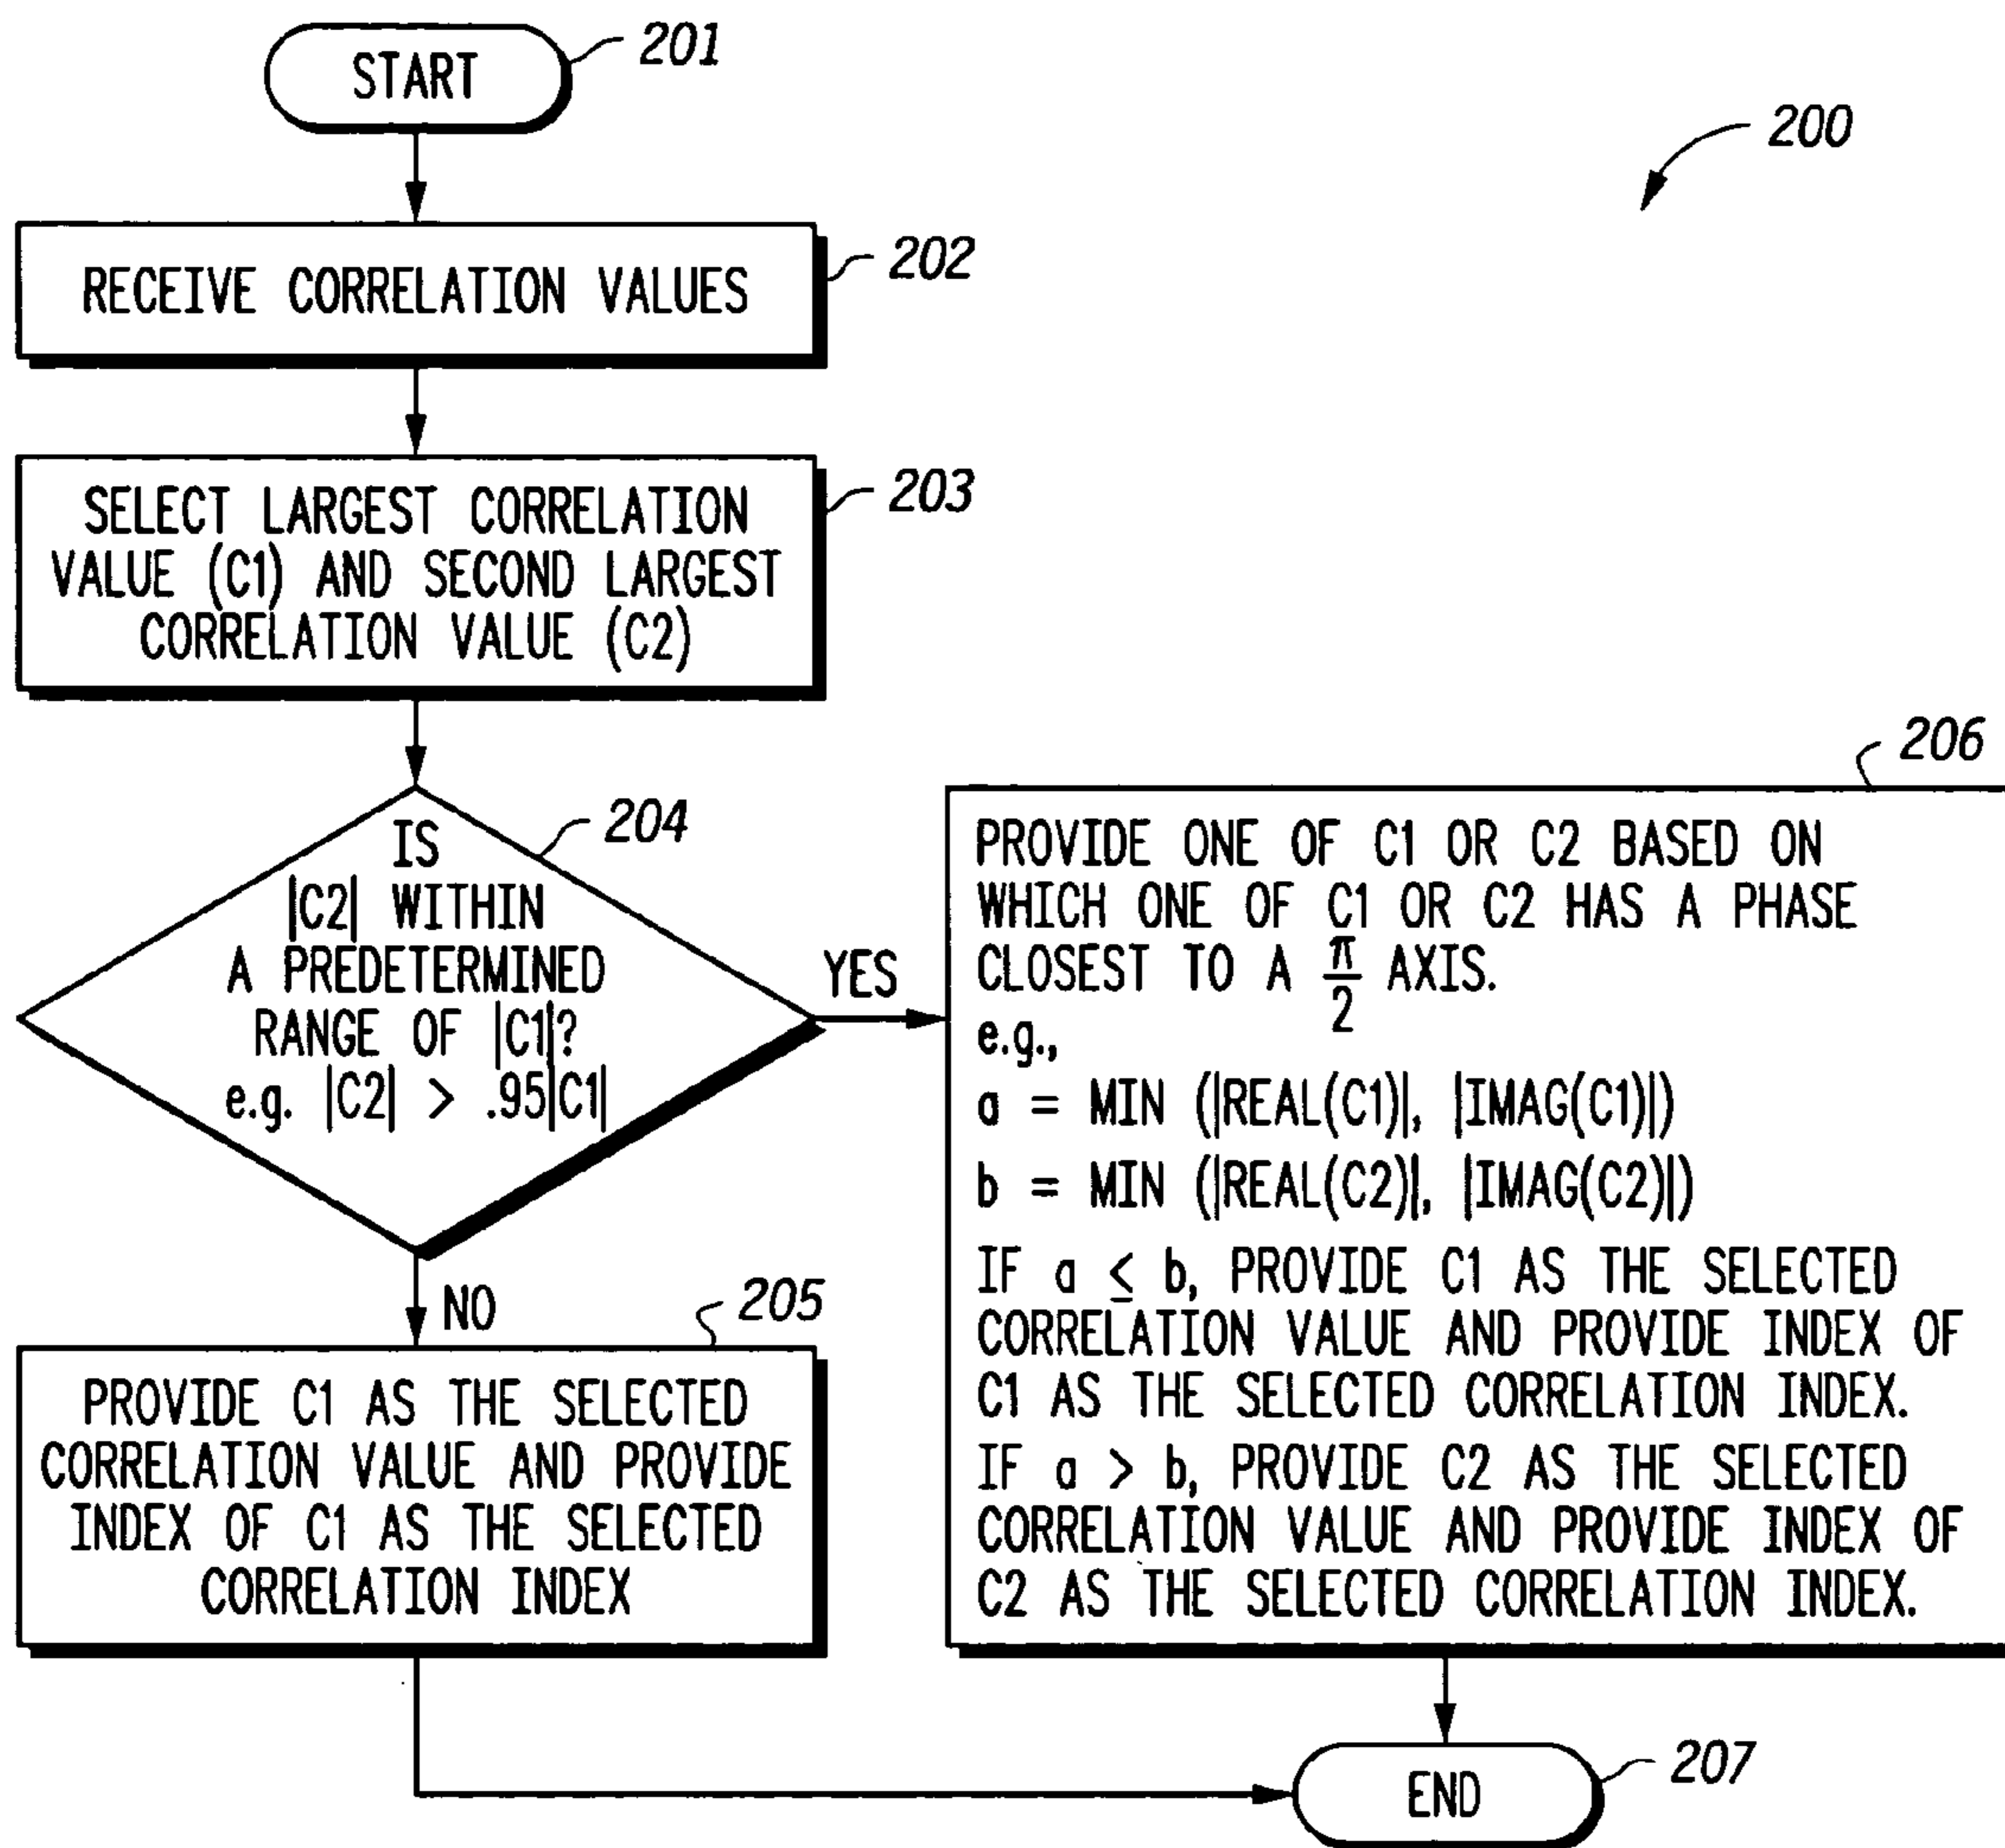 START
201
200
RECEIVE CORRELATION VALUES
202
SELECT LARGEST CORRELATION
VALUE (C1) AND SECOND LARGEST
CORRELATION VALUE (C2)
203
IS
|C2| WITHIN
A PREDETERMINED
RANGE OF |C1|?
e.g. |C2| > .95|C1|
204
YES
NO
PROVIDE C1 AS THE SELECTED
CORRELATION VALUE AND PROVIDE
INDEX OF C1 AS THE SELECTED
CORRELATION INDEX
205
206
PROVIDE ONE OF C1 OR C2 BASED ON
WHICH ONE OF C1 OR C2 HAS A PHASE
CLOSEST TO A π/2 AXIS.
e.g.,
a = MIN (|REAL(C1)|, |IMAG(C1)|)
b = MIN (|REAL(C2)|, |IMAG(C2)|)
IF a ≤ b, PROVIDE C1 AS THE SELECTED
CORRELATION VALUE AND PROVIDE INDEX OF
C1 AS THE SELECTED CORRELATION INDEX.
IF a > b, PROVIDE C2 AS THE SELECTED
CORRELATION VALUE AND PROVIDE INDEX OF
C2 AS THE SELECTED CORRELATION INDEX.
END
207